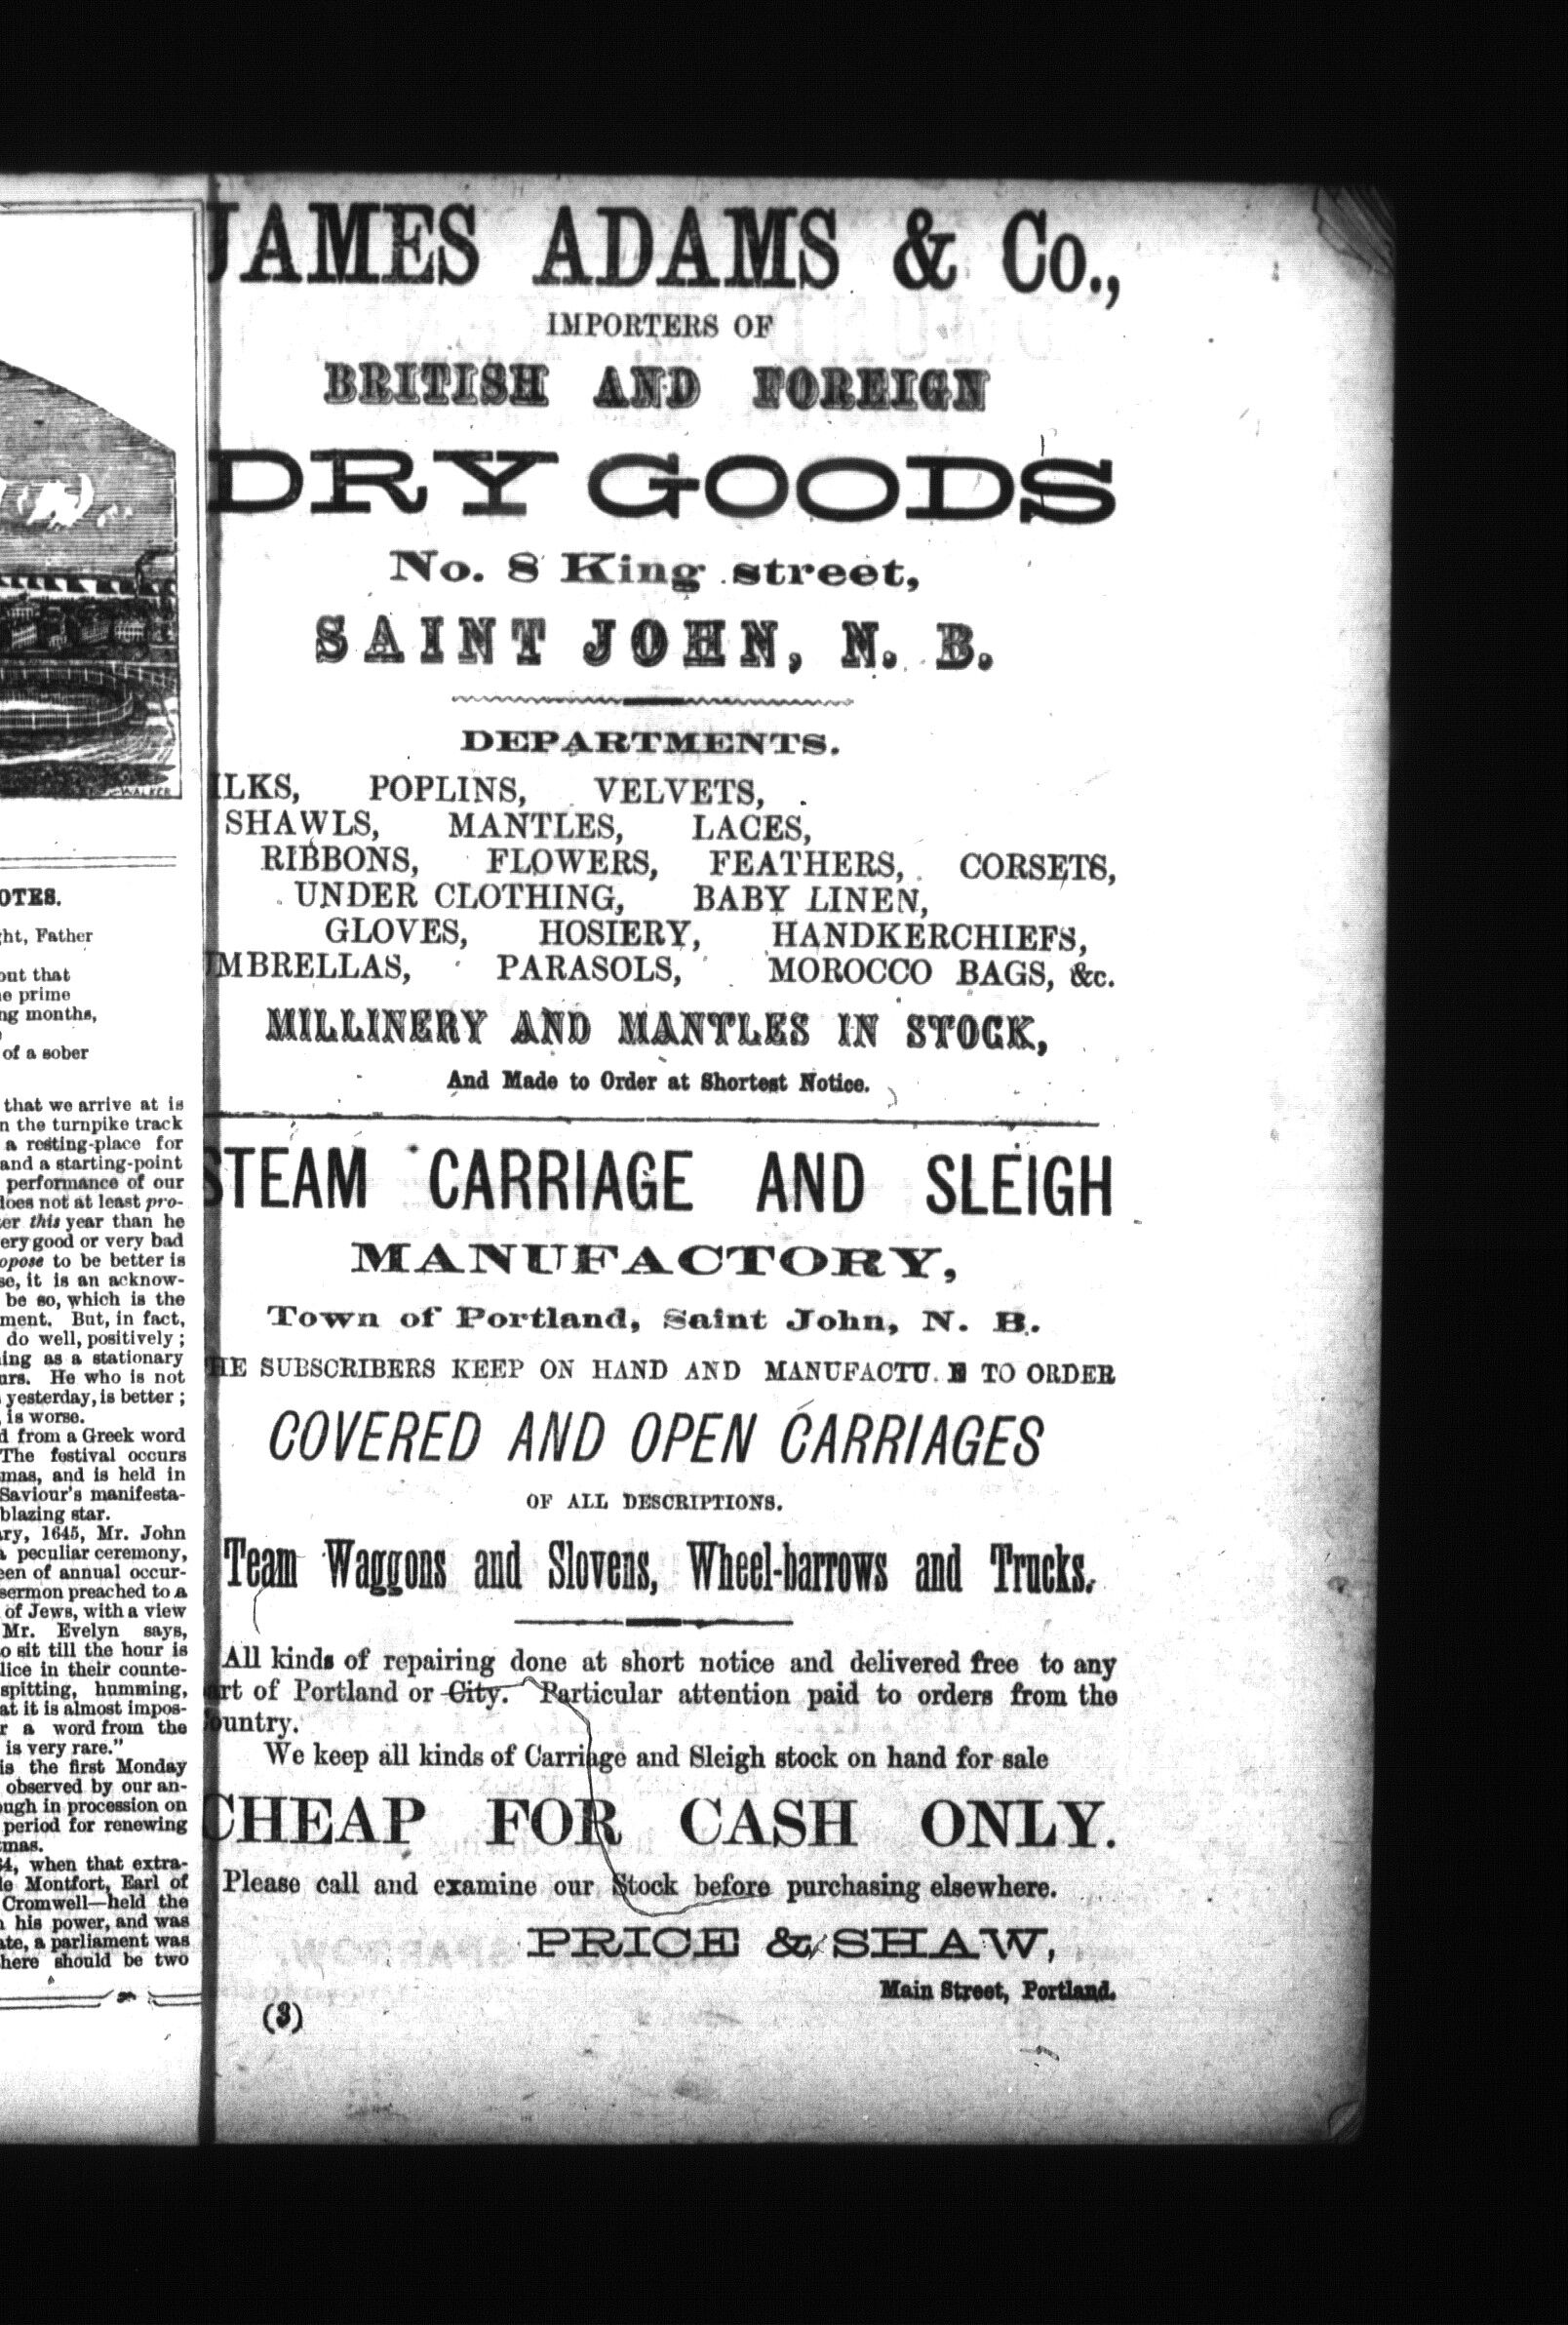 WALKER
OTES.
ght, Father
out that
e prime
ng months,
of a sober
that we arrive at is
n the turnpike track
a resting-place for
and a starting-point
performance of our
does not at least pro-
er this year than he
ery good or very bad
opose to be better is
se, it is an acknow-
be so, which is the
ment. But, in fact,
do well, positively;
ing as a stationary
urs. He who is not
yesterday, is better;
is worse.
d from a Greek word
The festival occurs
mas, and is held in
Saviour's manifesta-
blazing star.
ary, 1645, Mr. John
a peculiar ceremony,
een of annual occur-
sermon preached to a
of Jews, with a view
Mr. Evelyn says,
o sit till the hour is
lice in their counte-
spitting, humming,
at it is almost impos-
r a word from the
is very rare."
is the first Monday
observed by our an-
ough in procession on
period for renewing
tmas.
64, when that extra-
de Montfort, Earl of
Cromwell—held the
n his power, and was
ate, a parliament was
here should be two
JAMES ADAMS & Co.,
IMPORTERS OF
BRITISH AND FOREIGN
DRY GOODS
No. 8 King street,
SAINT JOHN, N. B.
DEPARTMENTS.
ILKS, POPLINS, VELVETS,
SHAWLS, MANTLES, LACES,
RIBBONS, FLOWERS, FEATHERS, CORSETS,
UNDER CLOTHING, BABY LINEN,
GLOVES, HOSIERY, HANDKERCHIEFS,
UMBRELLAS, PARASOLS, MOROCCO BAGS, &c.
MILLINERY AND MANTLES IN STOCK,
And Made to Order at Shortest Notice.
STEAM CARRIAGE AND SLEIGH
MANUFACTORY,
Town of Portland, Saint John, N. B.
HE SUBSCRIBERS KEEP ON HAND AND MANUFACTU E TO ORDER
COVERED AND OPEN CARRIAGES
OF ALL DESCRIPTIONS.
Team Waggons and Slovens, Wheel-barrows and Trucks.
All kinds of repairing done at short notice and delivered free to any
art of Portland or City. Particular attention paid to orders from the
ountry.
We keep all kinds of Carriage and Sleigh stock on hand for sale
CHEAP FOR CASH ONLY.
Please call and examine our Stock before purchasing elsewhere.
PRICE & SHAW,
Main Street, Portland.
(3)